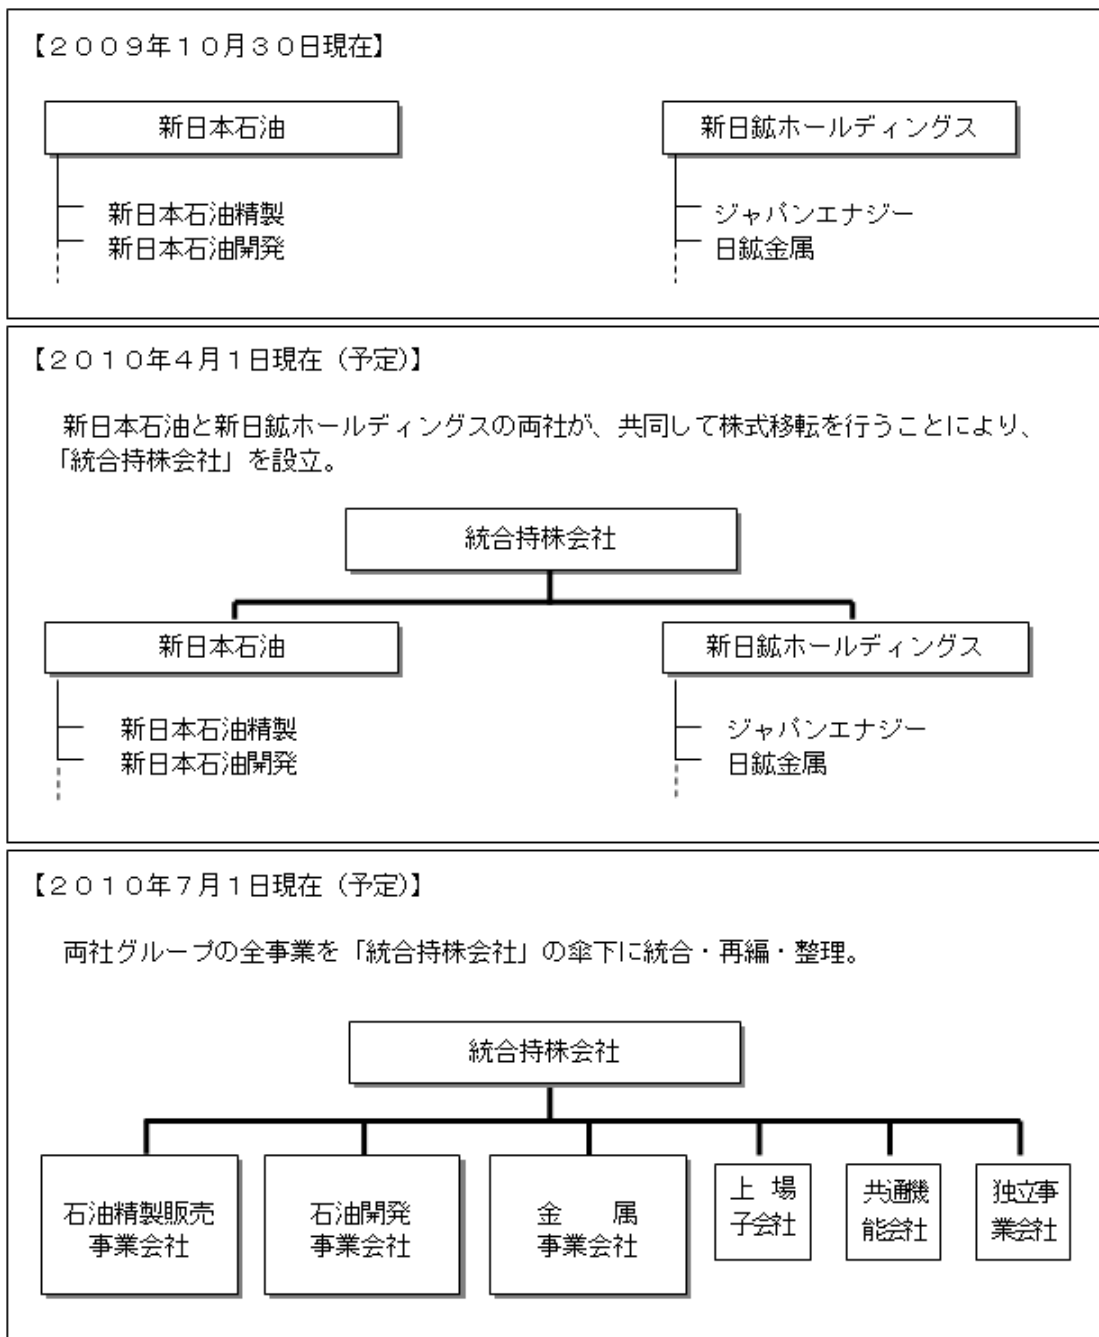 【２００９年１０月３０日現在】
新日本石油
新日鉱ホールディングス
新日本石油精製
新日本石油開発
ジャパンエナジー
日鉱金属
【２０１０年４月１日現在（予定）】
新日本石油と新日鉱ホールディングスの両社が、共同して株式移転を行うことにより、
「統合持株会社」を設立。
統合持株会社
新日本石油
新日鉱ホールディングス
新日本石油精製
新日本石油開発
ジャパンエナジー
日鉱金属
【２０１０年７月１日現在（予定）】
両社グループの全事業を「統合持株会社」の傘下に統合・再編・整理。
統合持株会社
石油精製販売
事業会社
石油開発
事業会社
金　　属
事業会社
上　場
子会社
共通機
能会社
独立事
業会社